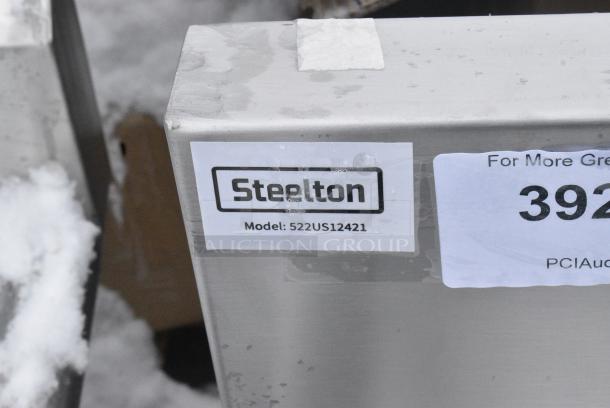 Steelton
Model: 522US12421
AUCTION GROUP
For More Gre
392
PCIAuc